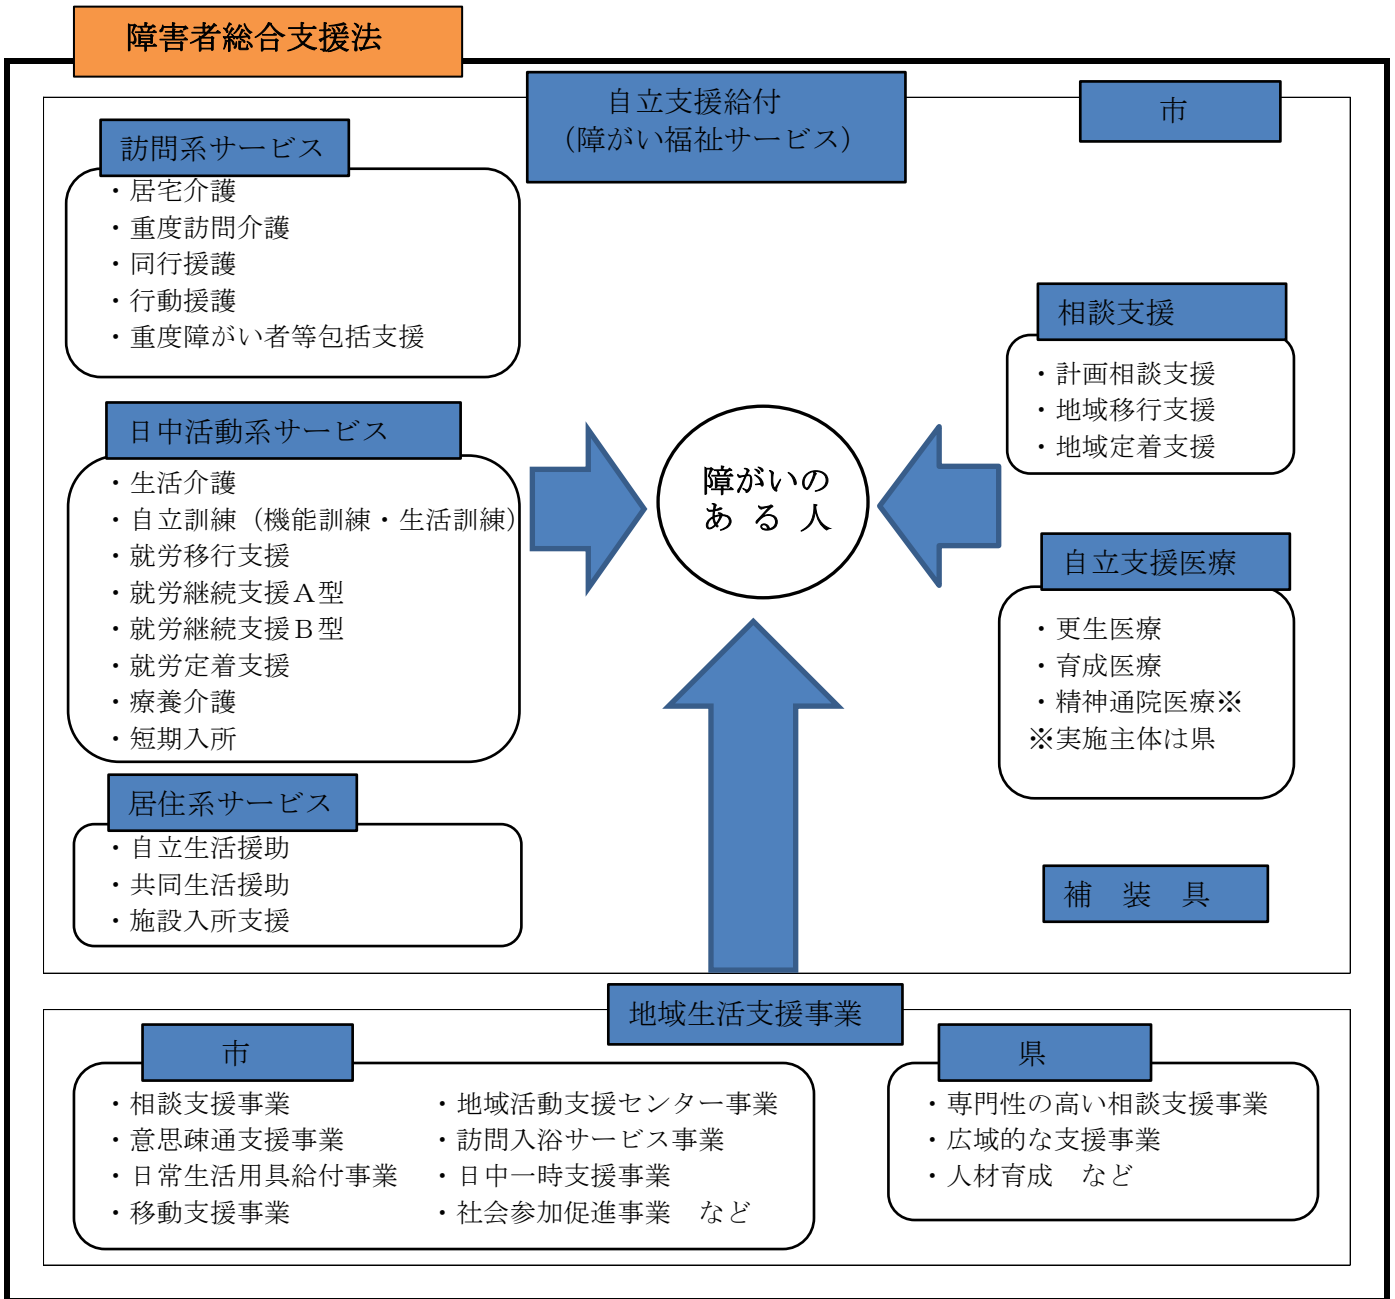 障害者総合支援法
自立支援給付
（障がい福祉サービス）
市
訪問系サービス
・居宅介護
・重度訪問介護
・同行援護
・行動援護
・重度障がい者等包括支援
日中活動系サービス
・生活介護
・自立訓練（機能訓練・生活訓練）
・就労移行支援
・就労継続支援Ａ型
・就労継続支援Ｂ型
・就労定着支援
・療養介護
・短期入所
居住系サービス
・自立生活援助
・共同生活援助
・施設入所支援
障がいの
あ る 人
相談支援
・計画相談支援
・地域移行支援
・地域定着支援
自立支援医療
・更生医療
・育成医療
・精神通院医療※
※実施主体は県
補　装　具
地域生活支援事業
市
・相談支援事業
・意思疎通支援事業
・日常生活用具給付事業
・移動支援事業
・地域活動支援センター事業
・訪問入浴サービス事業
・日中一時支援事業
・社会参加促進事業　など
県
・専門性の高い相談支援事業
・広域的な支援事業
・人材育成　など